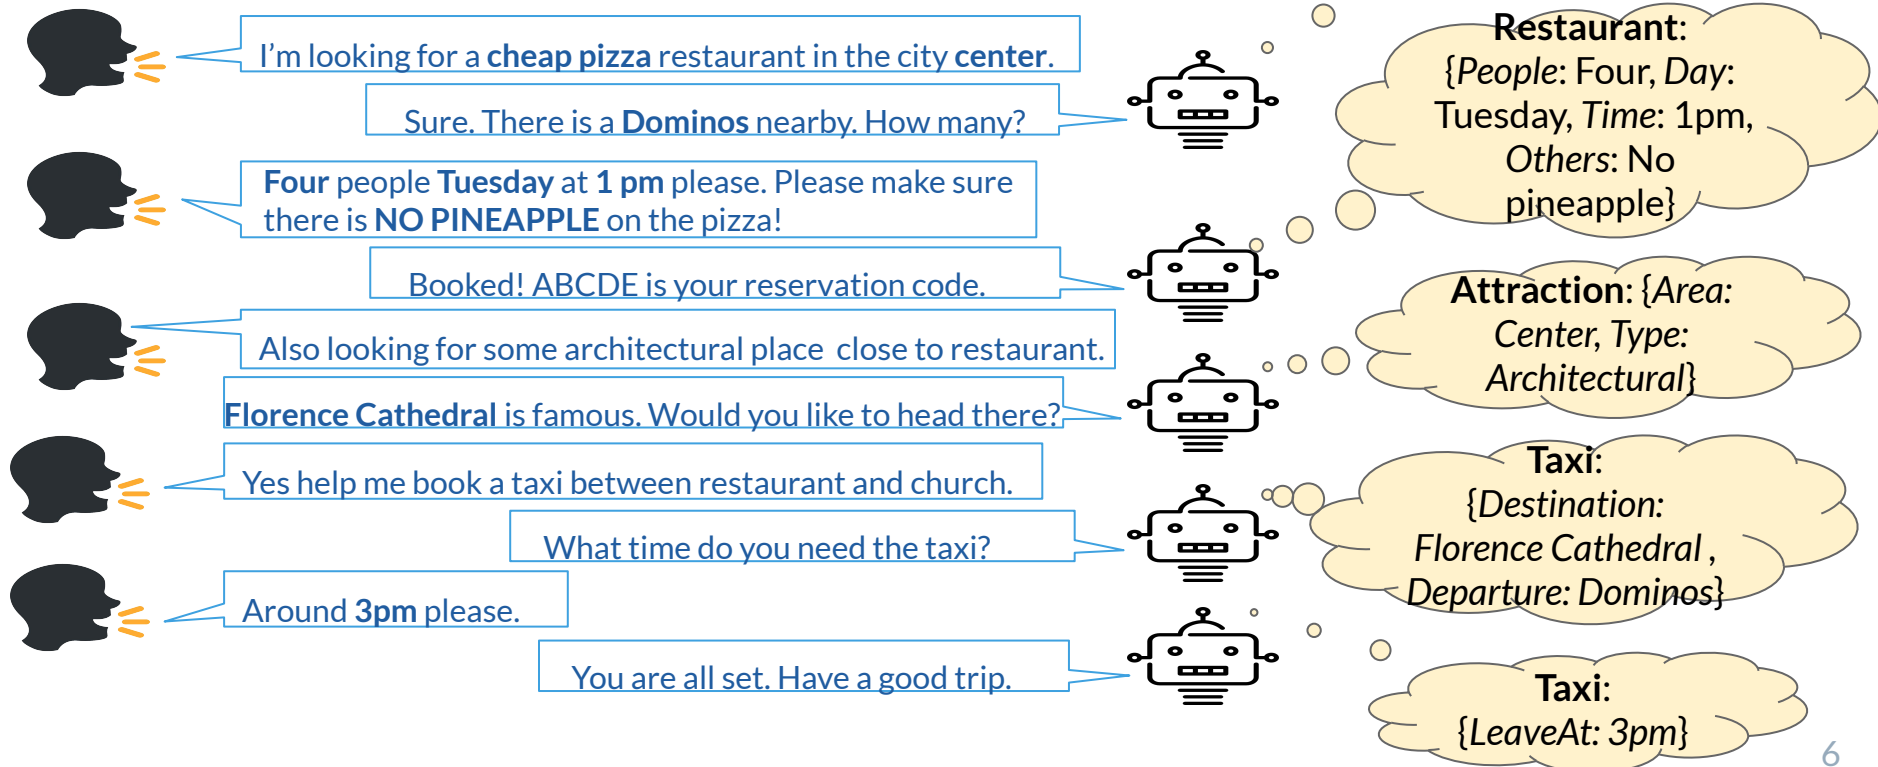 I'm looking for a cheap pizza restaurant in the city center.
Sure. There is a Dominos nearby. How many?
Four people Tuesday at 1 pm please. Please make sure
there is NO PINEAPPLE on the pizza!
Booked! ABCDE is your reservation code.
Also looking for some architectural place  close to restaurant.
Florence Cathedral is famous. Would you like to head there?
Yes help me book a taxi between restaurant and church.
What time do you need the taxi?
Around 3pm please.
You are all set. Have a good trip.
Restaurant:
{People: Four, Day:
Tuesday, Time: 1pm,
Others: No
pineapple}
Attraction: {Area:
Center, Type:
Architectural}
Taxi:
{Destination:
Florence Cathedral ,
Departure: Dominos}
Taxi:
{LeaveAt: 3pm}
6